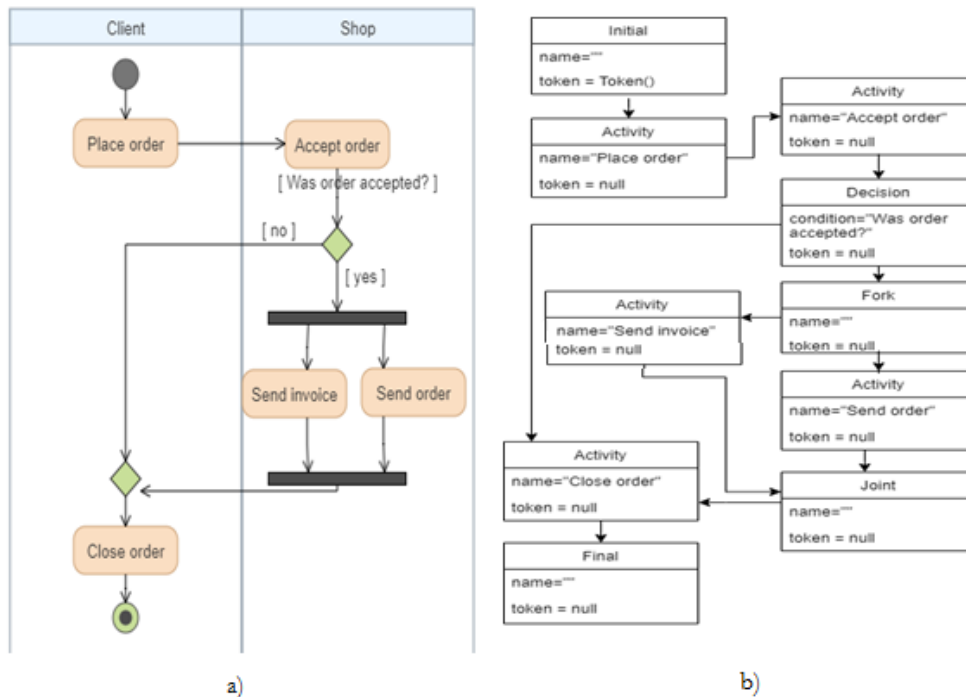 Client
Shop
Place order
Accept order
[ Was order accepted? ]
[ no ]
[ yes ]
Send invoice
Send order
Close order
a)
Initial
name=""
token = Token()
Activity
name="Place order"
token = null
Activity
name="Accept order"
token = null
Decision
condition="Was order
accepted?"
token = null
Fork
name=""
token = null
Activity
name="Send invoice"
token = null
Activity
name="Send order"
token = null
Activity
name="Close order"
token = null
Joint
name=""
token = null
Final
name=""
token = null
b)